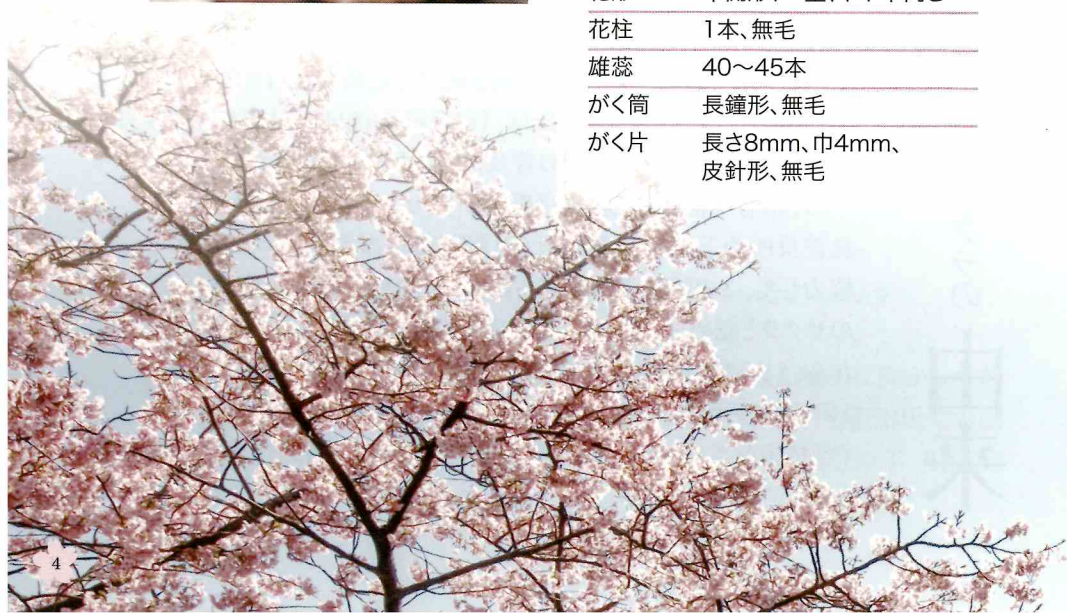 花柱 1本、無毛
雄蕊 40〜45本
がく筒 長鐘形、無毛
がく片 長さ8mm、巾4mm、
皮針形、無毛
4